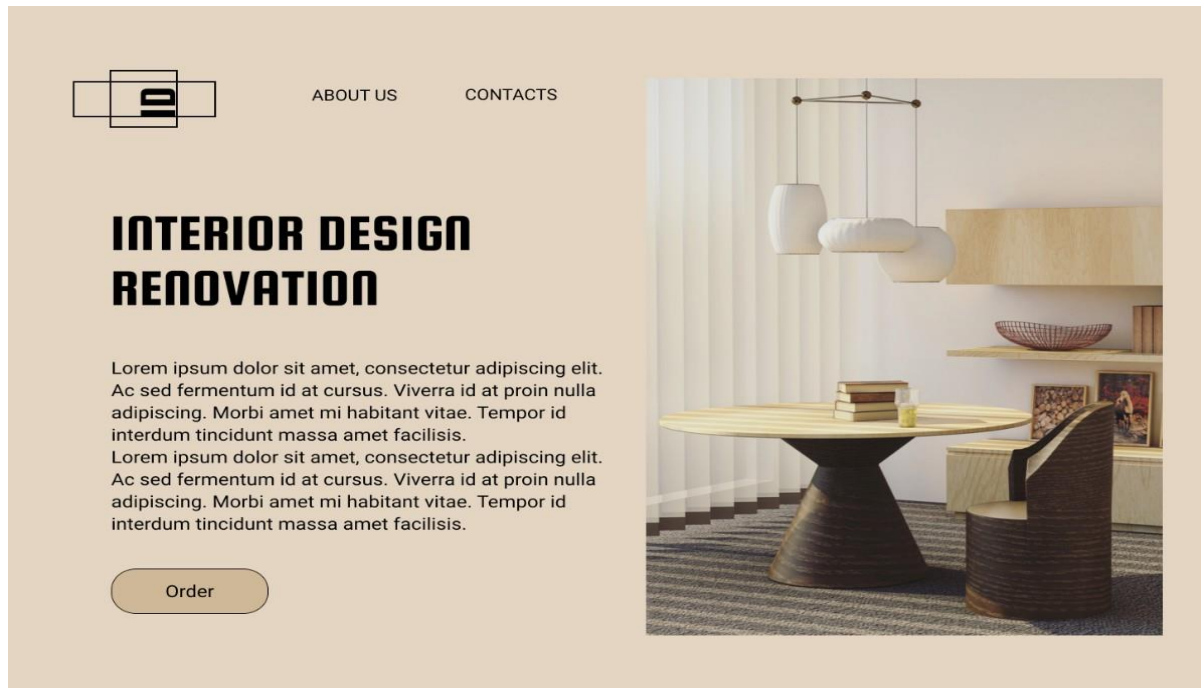 ID
ABOUT US
CONTACTS
INTERIOR DESIGN
RENOVATION
Lorem ipsum dolor sit amet, consectetur adipiscing elit.
Ac sed fermentum id at cursus. Viverra id at proin nulla
adipiscing. Morbi amet mi habitant vitae. Tempor id
interdum tincidunt massa amet facilisis.
Lorem ipsum dolor sit amet, consectetur adipiscing elit.
Ac sed fermentum id at cursus. Viverra id at proin nulla
adipiscing. Morbi amet mi habitant vitae. Tempor id
interdum tincidunt massa amet facilisis.
Order